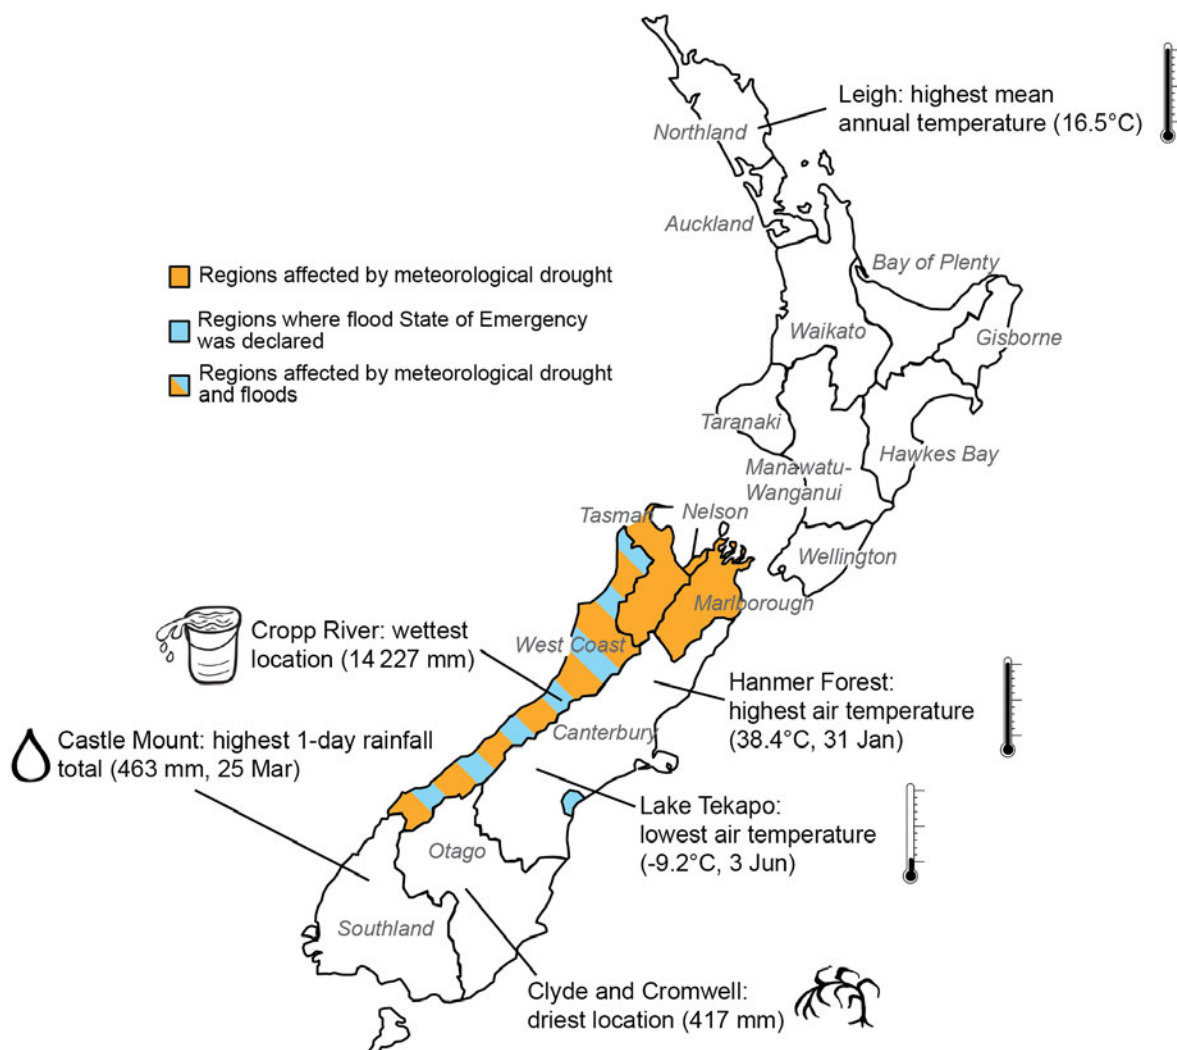 Leigh: highest mean
annual temperature (16.5°C)
Northland
Auckland
Bay of Plenty
Regions affected by meteorological drought
Regions where flood State of Emergency
was declared
Regions affected by meteorological drought
and floods
Waikato
Gisborne
Taranaki
Hawkes Bay
Manawatu-
Wanganui
Tasman
Nelson
Wellington
Marlborough
Cropp River: wettest
location (14 227 mm)
West Coast
Hanmer Forest:
highest air temperature
(38.4°C, 31 Jan)
Canterbury
Castle Mount: highest 1-day rainfall
total (463 mm, 25 Mar)
Lake Tekapo:
lowest air temperature
(-9.2°C, 3 Jun)
Otago
Southland
Clyde and Cromwell:
driest location (417 mm)